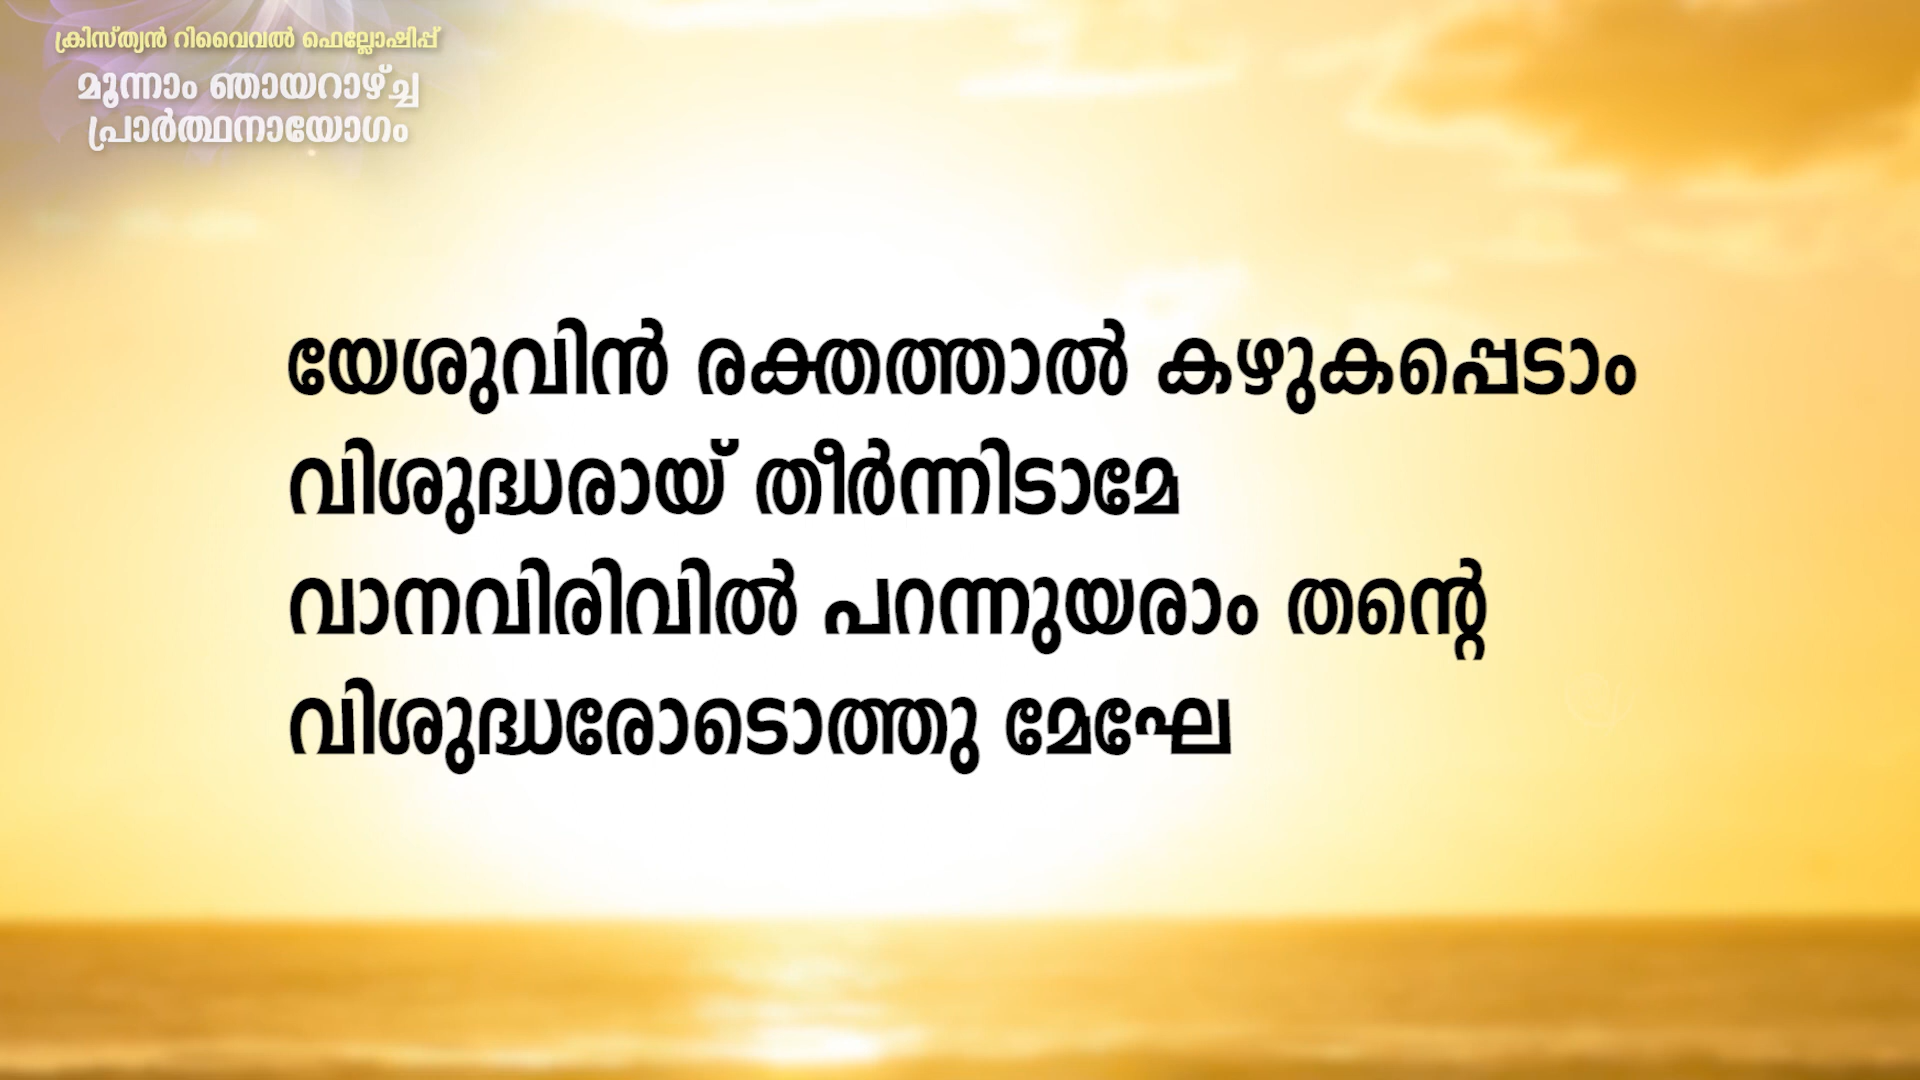 ക്രിസ്ത്യൻ റിവൈവൽ ഫെല്ലോഷിപ്പ്
മൂന്നാം ഞായറാഴ്ച്ച
പ്രാർത്ഥനായോഗം
യേശുവിൻ രക്തത്താൽ കഴുകപ്പെടാം
വിശുദ്ധരായ് തീർന്നിടാമേ
വാനവിരിവിൽ പറന്നുയരാം തന്റെ
വിശുദ്ധരോടൊത്തു മേഘേ